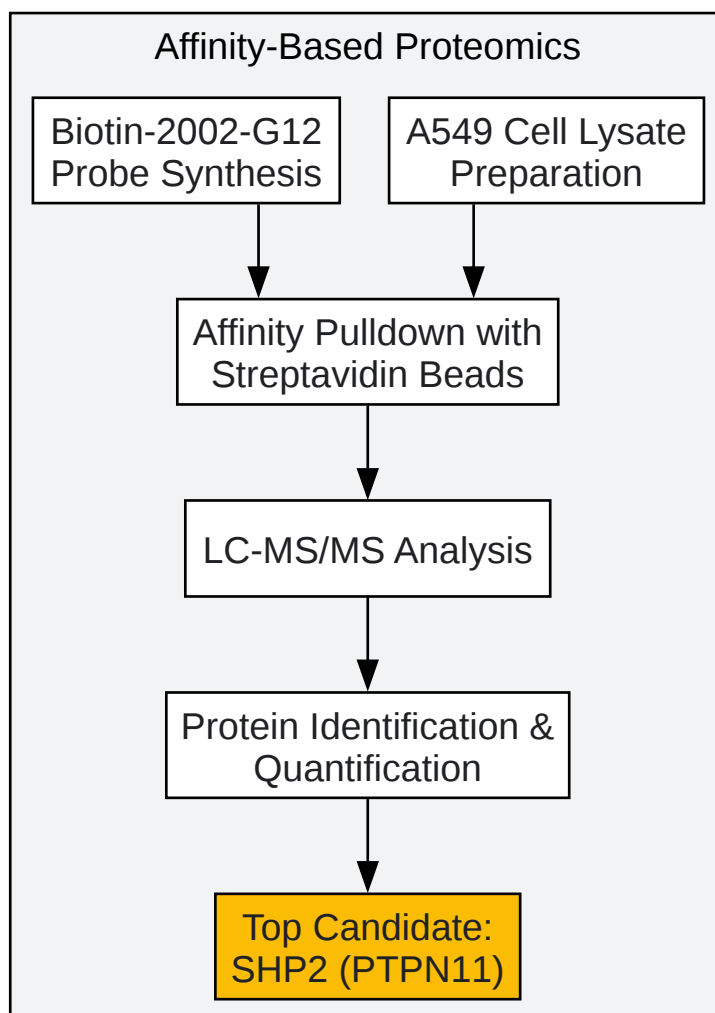 Affinity-Based Proteomics
Biotin-2002-G12
Probe Synthesis
A549 Cell Lysate
Preparation
Affinity Pulldown with
Streptavidin Beads
LC-MS/MS Analysis
Protein Identification &
Quantification
Top Candidate:
SHP2 (PTPN11)